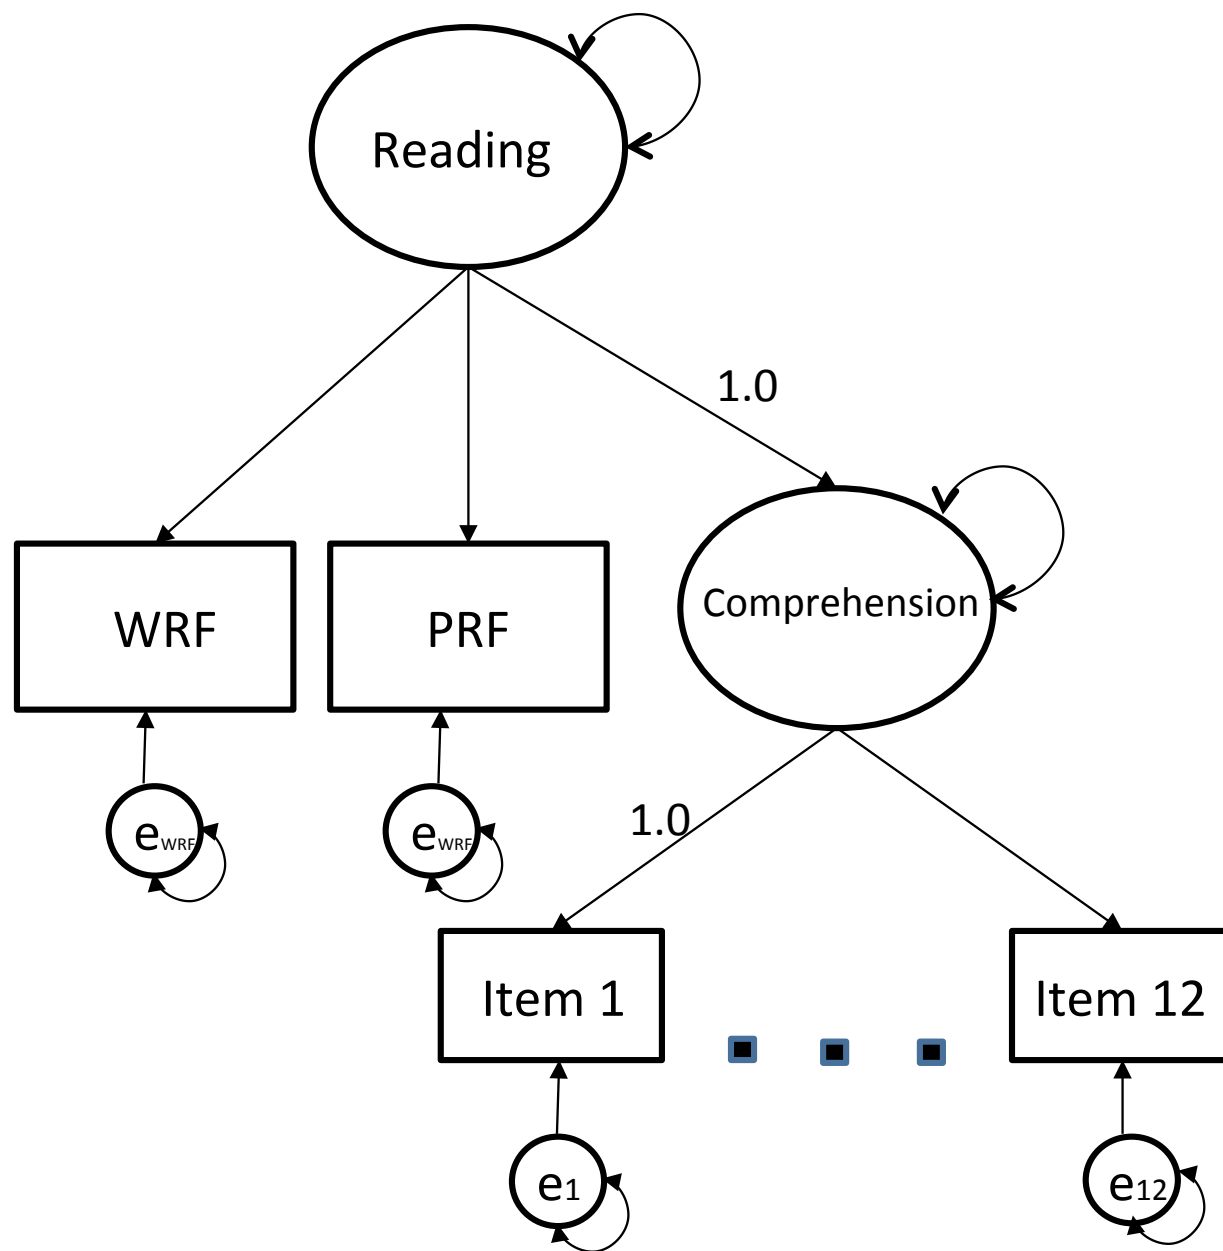 Reading
1.0
WRF
PRF
Comprehension
eWRF
eWRF
1.0
Item 1
Item 12
e1
e12